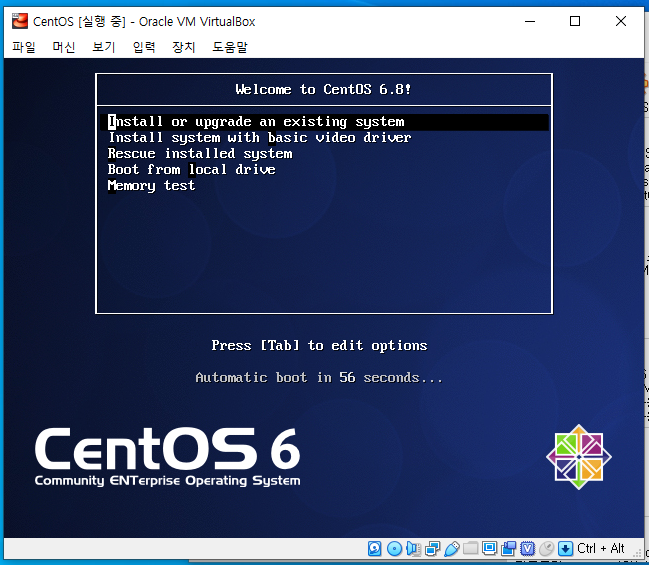 CentOS [실행 중] - Oracle VM VirtualBox
파일 머신 보기 입력 장치 도움말
Welcome to CentOS 6.8!
Install or upgrade an existing system
Install system with basic video driver
Rescue installed system
Boot from local drive
Memory test
Press [Tab] to edit options
Automatic boot in 56 seconds...
CentOS 6
Community ENTerprise Operating System
Ctrl + Alt